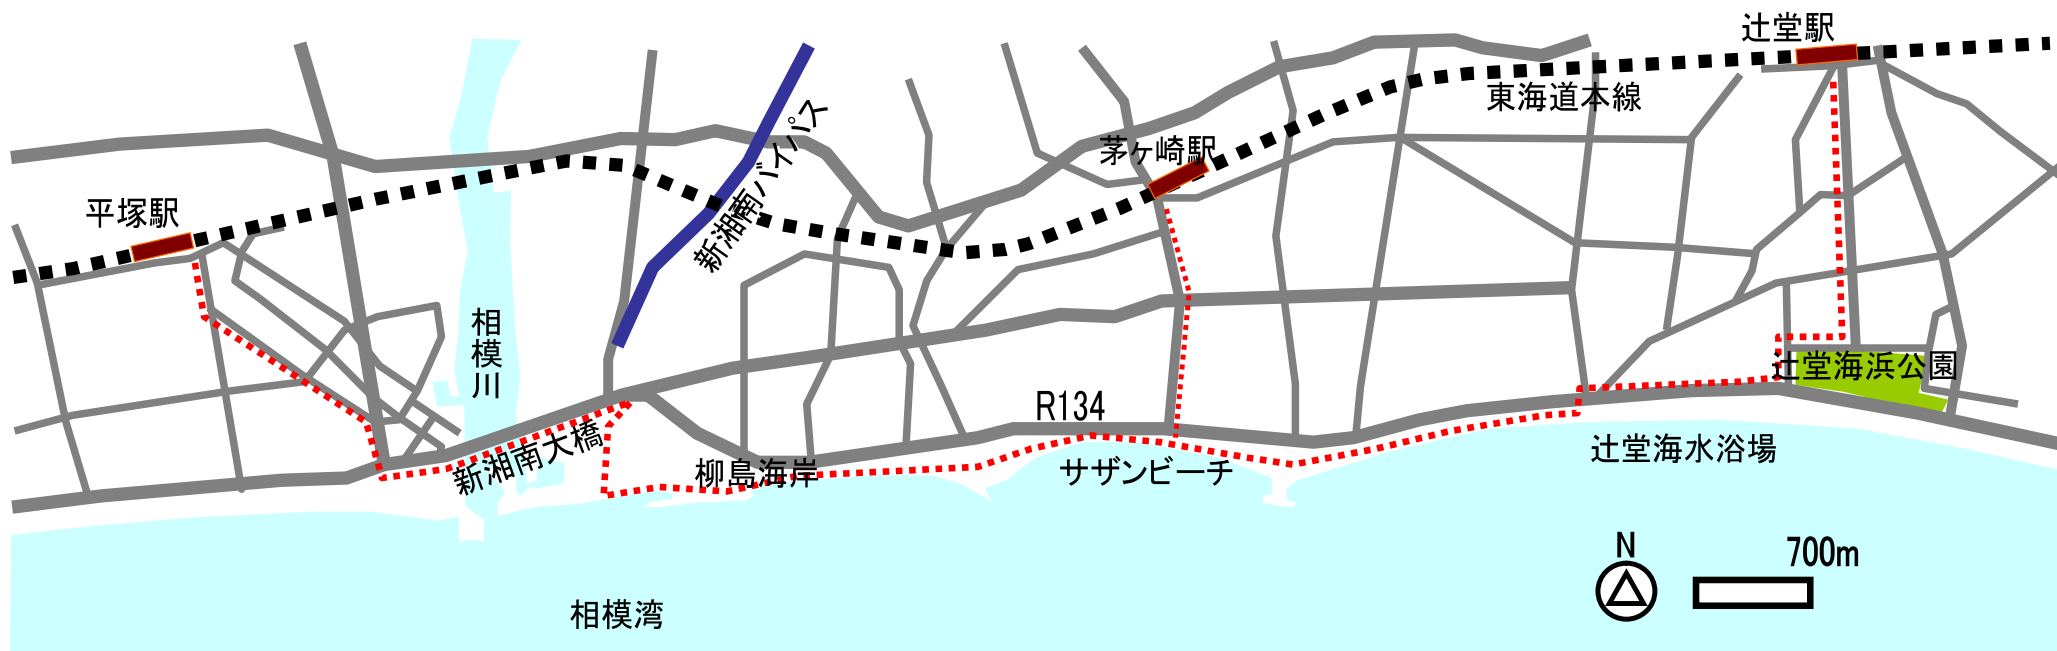 辻堂駅
東海道本線
茅ヶ崎駅
新湘南バイパス
平塚駅
相模川
辻堂海浜公園
R134
新湘南大橋
柳島海岸
サザンビーチ
辻堂海水浴場
N
700m
相模湾